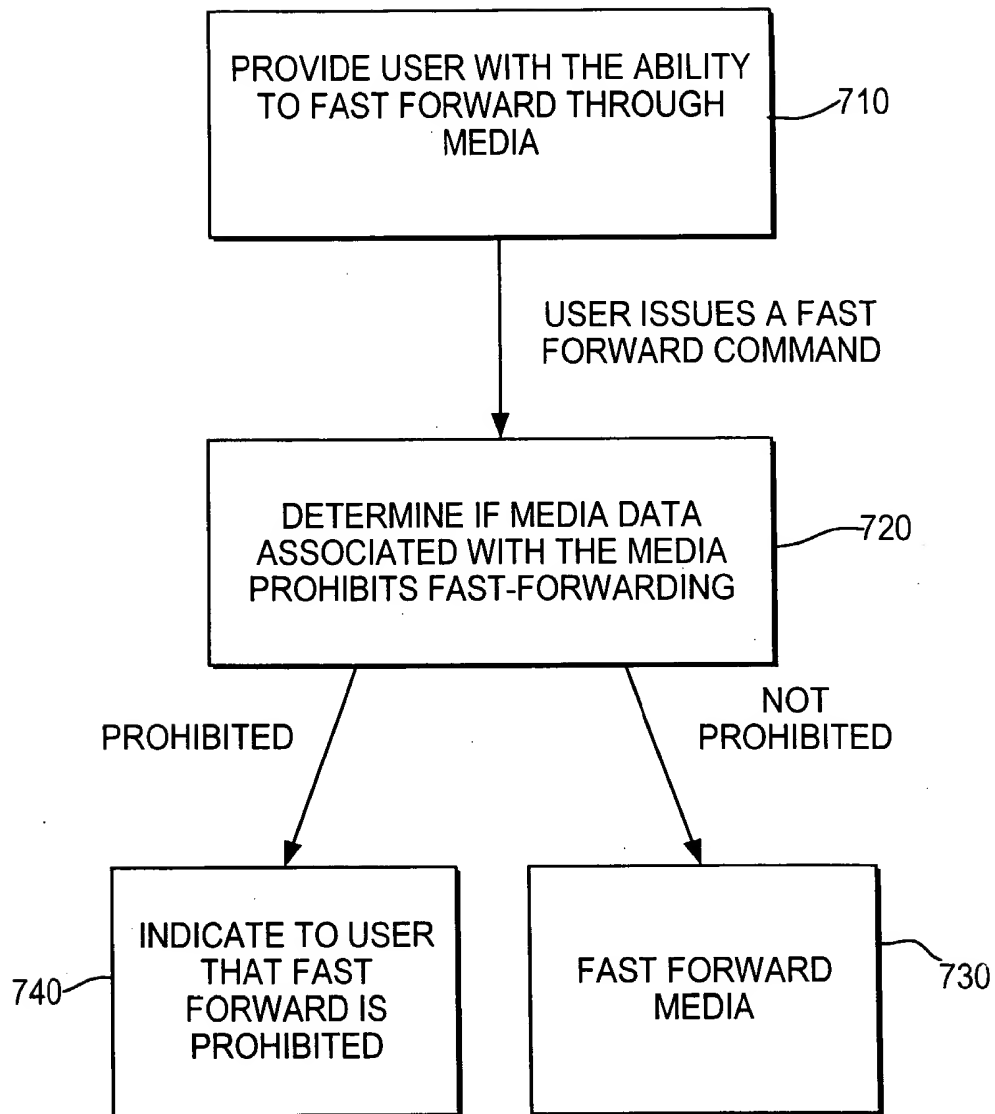 PROVIDE USER WITH THE ABILITY
TO FAST FORWARD THROUGH
MEDIA
710
USER ISSUES A FAST
FORWARD COMMAND
DETERMINE IF MEDIA DATA
ASSOCIATED WITH THE MEDIA
PROHIBITS FAST-FORWARDING
720
PROHIBITED
NOT
PROHIBITED
INDICATE TO USER
THAT FAST
FORWARD IS
PROHIBITED
740
FAST FORWARD
MEDIA
730